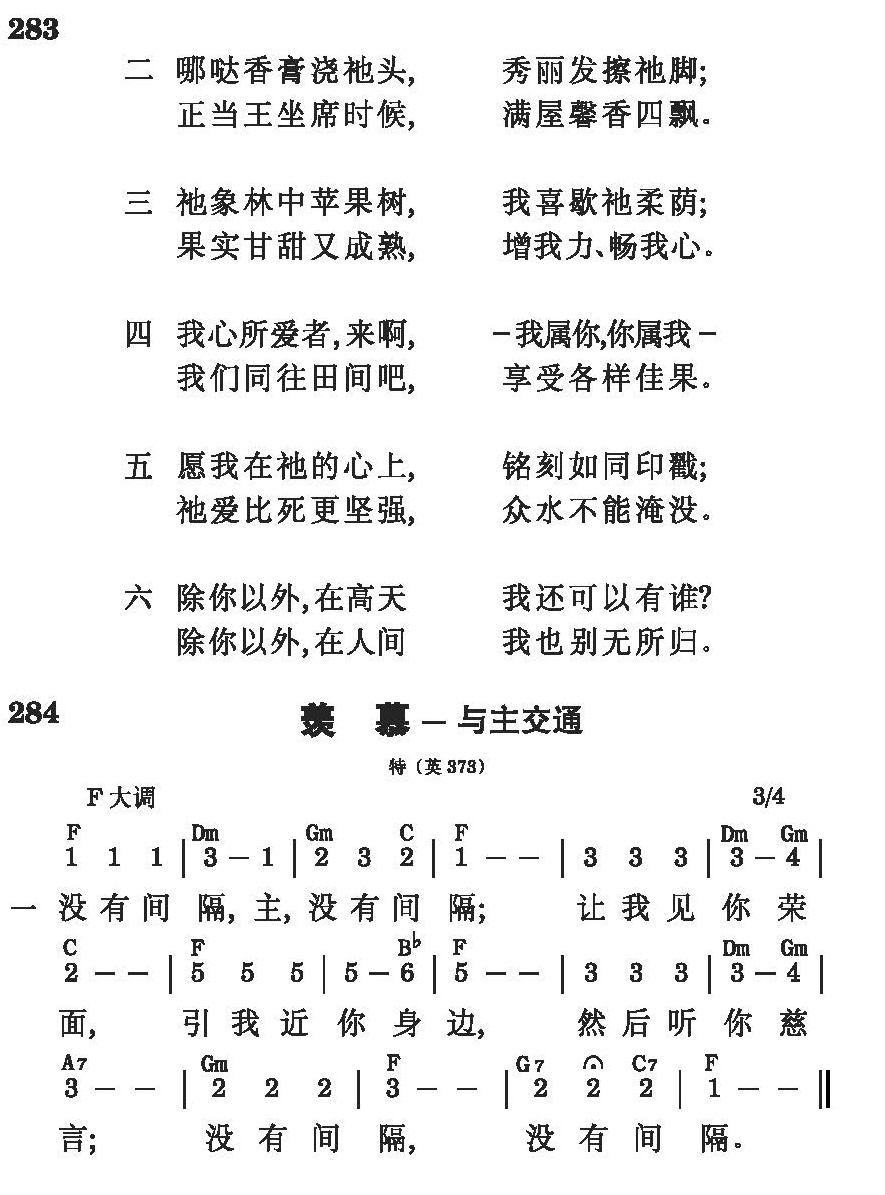 283
二 哪哒香膏浇祂头, 秀丽发擦祂脚;
正当王坐席时候, 满屋馨香四飘。
三 祂象林中苹果树, 我喜歇祂柔荫;
果实甘甜又成熟, 增我力、畅我心。
四 我心所爱者,来啊, －我属你,你属我－
我们同往田间吧, 享受各样佳果。
五 愿我在祂的心上, 铭刻如同印戳;
祂爱比死更坚强, 众水不能淹没。
六 除你以外,在高天 我还可以有谁?
除你以外,在人间 我也别无所归。
284 羡 慕 — 与主交通
特（英 373）
F 大调 3/4
F Dm Gm C F Dm Gm
1 1 1 | 3 — 1 | 2 3 2 | 1 — — | 3 3 3 | 3 — 4 |
一 没有间 隔, 主, 没有间 隔; 让我见 你荣
C F B♭ F Dm Gm
2 — — | 5 5 5 | 5 — 6 | 5 — — | 3 3 3 | 3 — 4 |
面, 引我近 你身 边, 然后听 你慈
A7 Gm F G7 𝄐 C7 F
3 — — | 2 2 2 | 3 — — | 2 2 2 | 1 — — ‖
言; 没有间 隔, 没有间 隔。